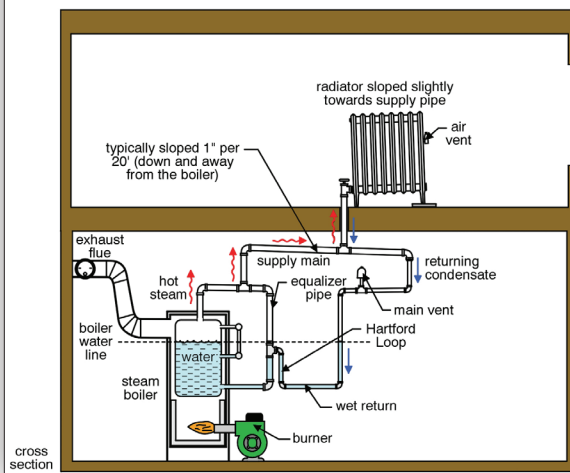 radiator sloped slightly
towards supply pipe
air
vent
typically sloped 1" per
20' (down and away
from the boiler)
exhaust
flue
supply main
returning
condensate
hot
steam
equalizer
pipe
main vent
Hartford
Loop
boiler
water
line
water
steam
boiler
wet return
burner
cross
section